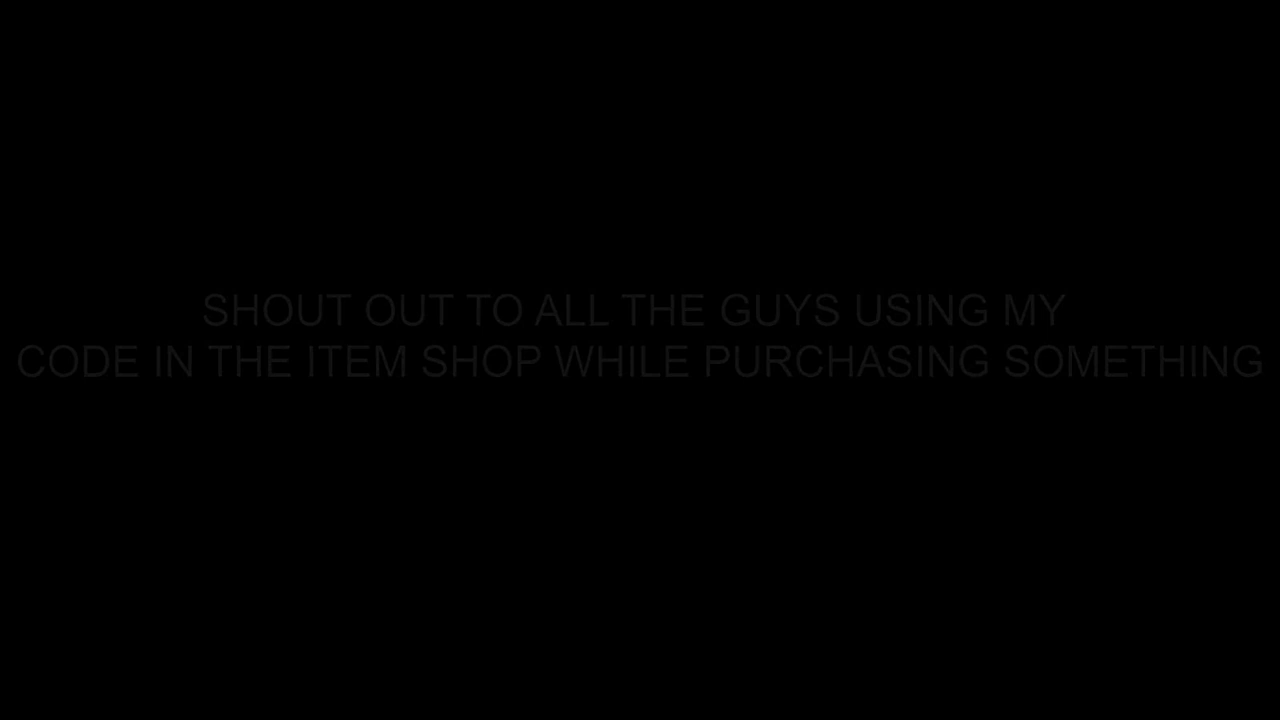 SHOUT OUT TO ALL THE GUYS USING MY
CODE IN THE ITEM SHOP WHILE PURCHASING SOMETHING